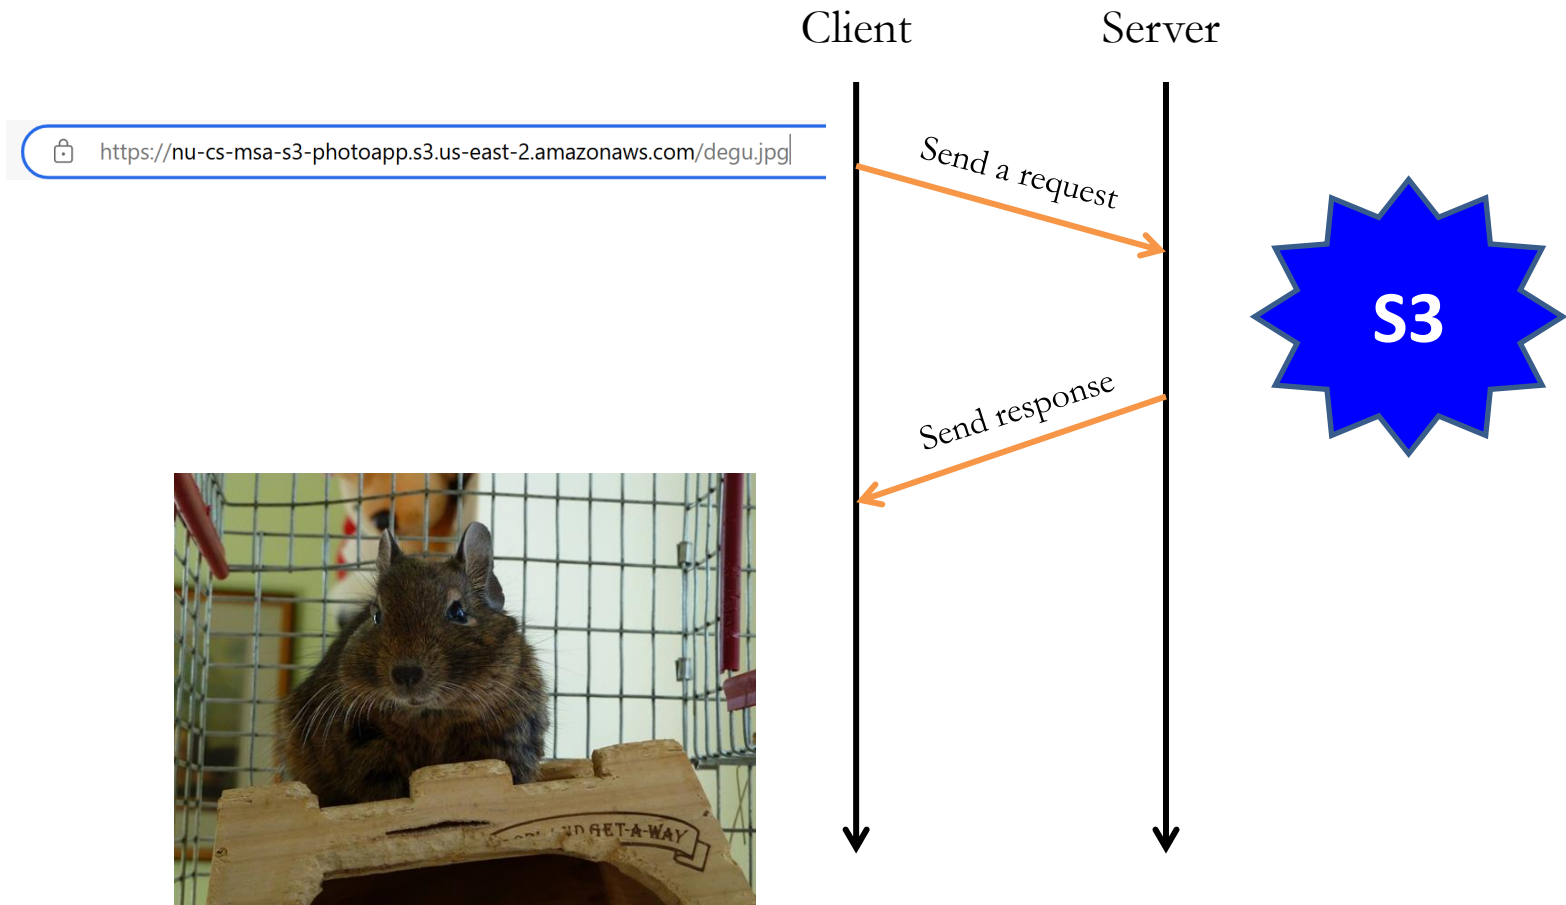 Client
Server
https://nu-cs-msa-s3-photoapp.s3.us-east-2.amazonaws.com/degu.jpg
Send a request
S3
Send response
GET-A-WAY